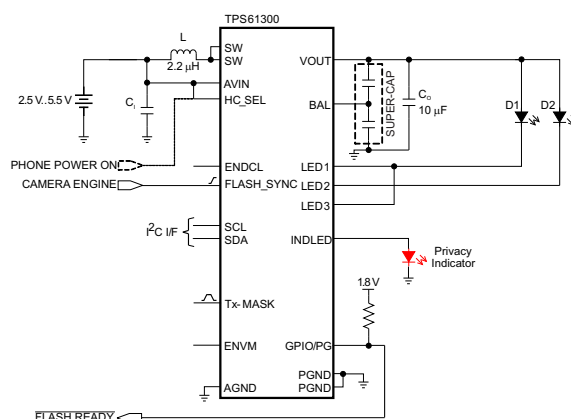 TPS61300
L
2.2 µH
SW
SW
AVIN
HC_SEL
2.5 V..5.5 V
C_I
PHONE POWER ON
CAMERA ENGINE
ENDCL
FLASH_SYNC
I²C I/F
SCL
SDA
Tx-MASK
ENVM
AGND
FLASH READY
VOUT
BAL
SUPER-CAP
C_O
10 µF
D1
D2
LED1
LED2
LED3
INDLED
Privacy
Indicator
1.8 V
GPIO/PG
PGND
PGND